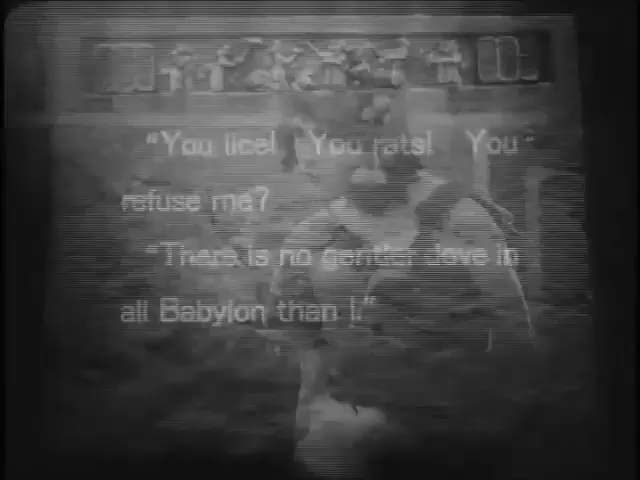 "You lice! You rats! You
refuse me?
"There is no gentler dove in
all Babylon than I."